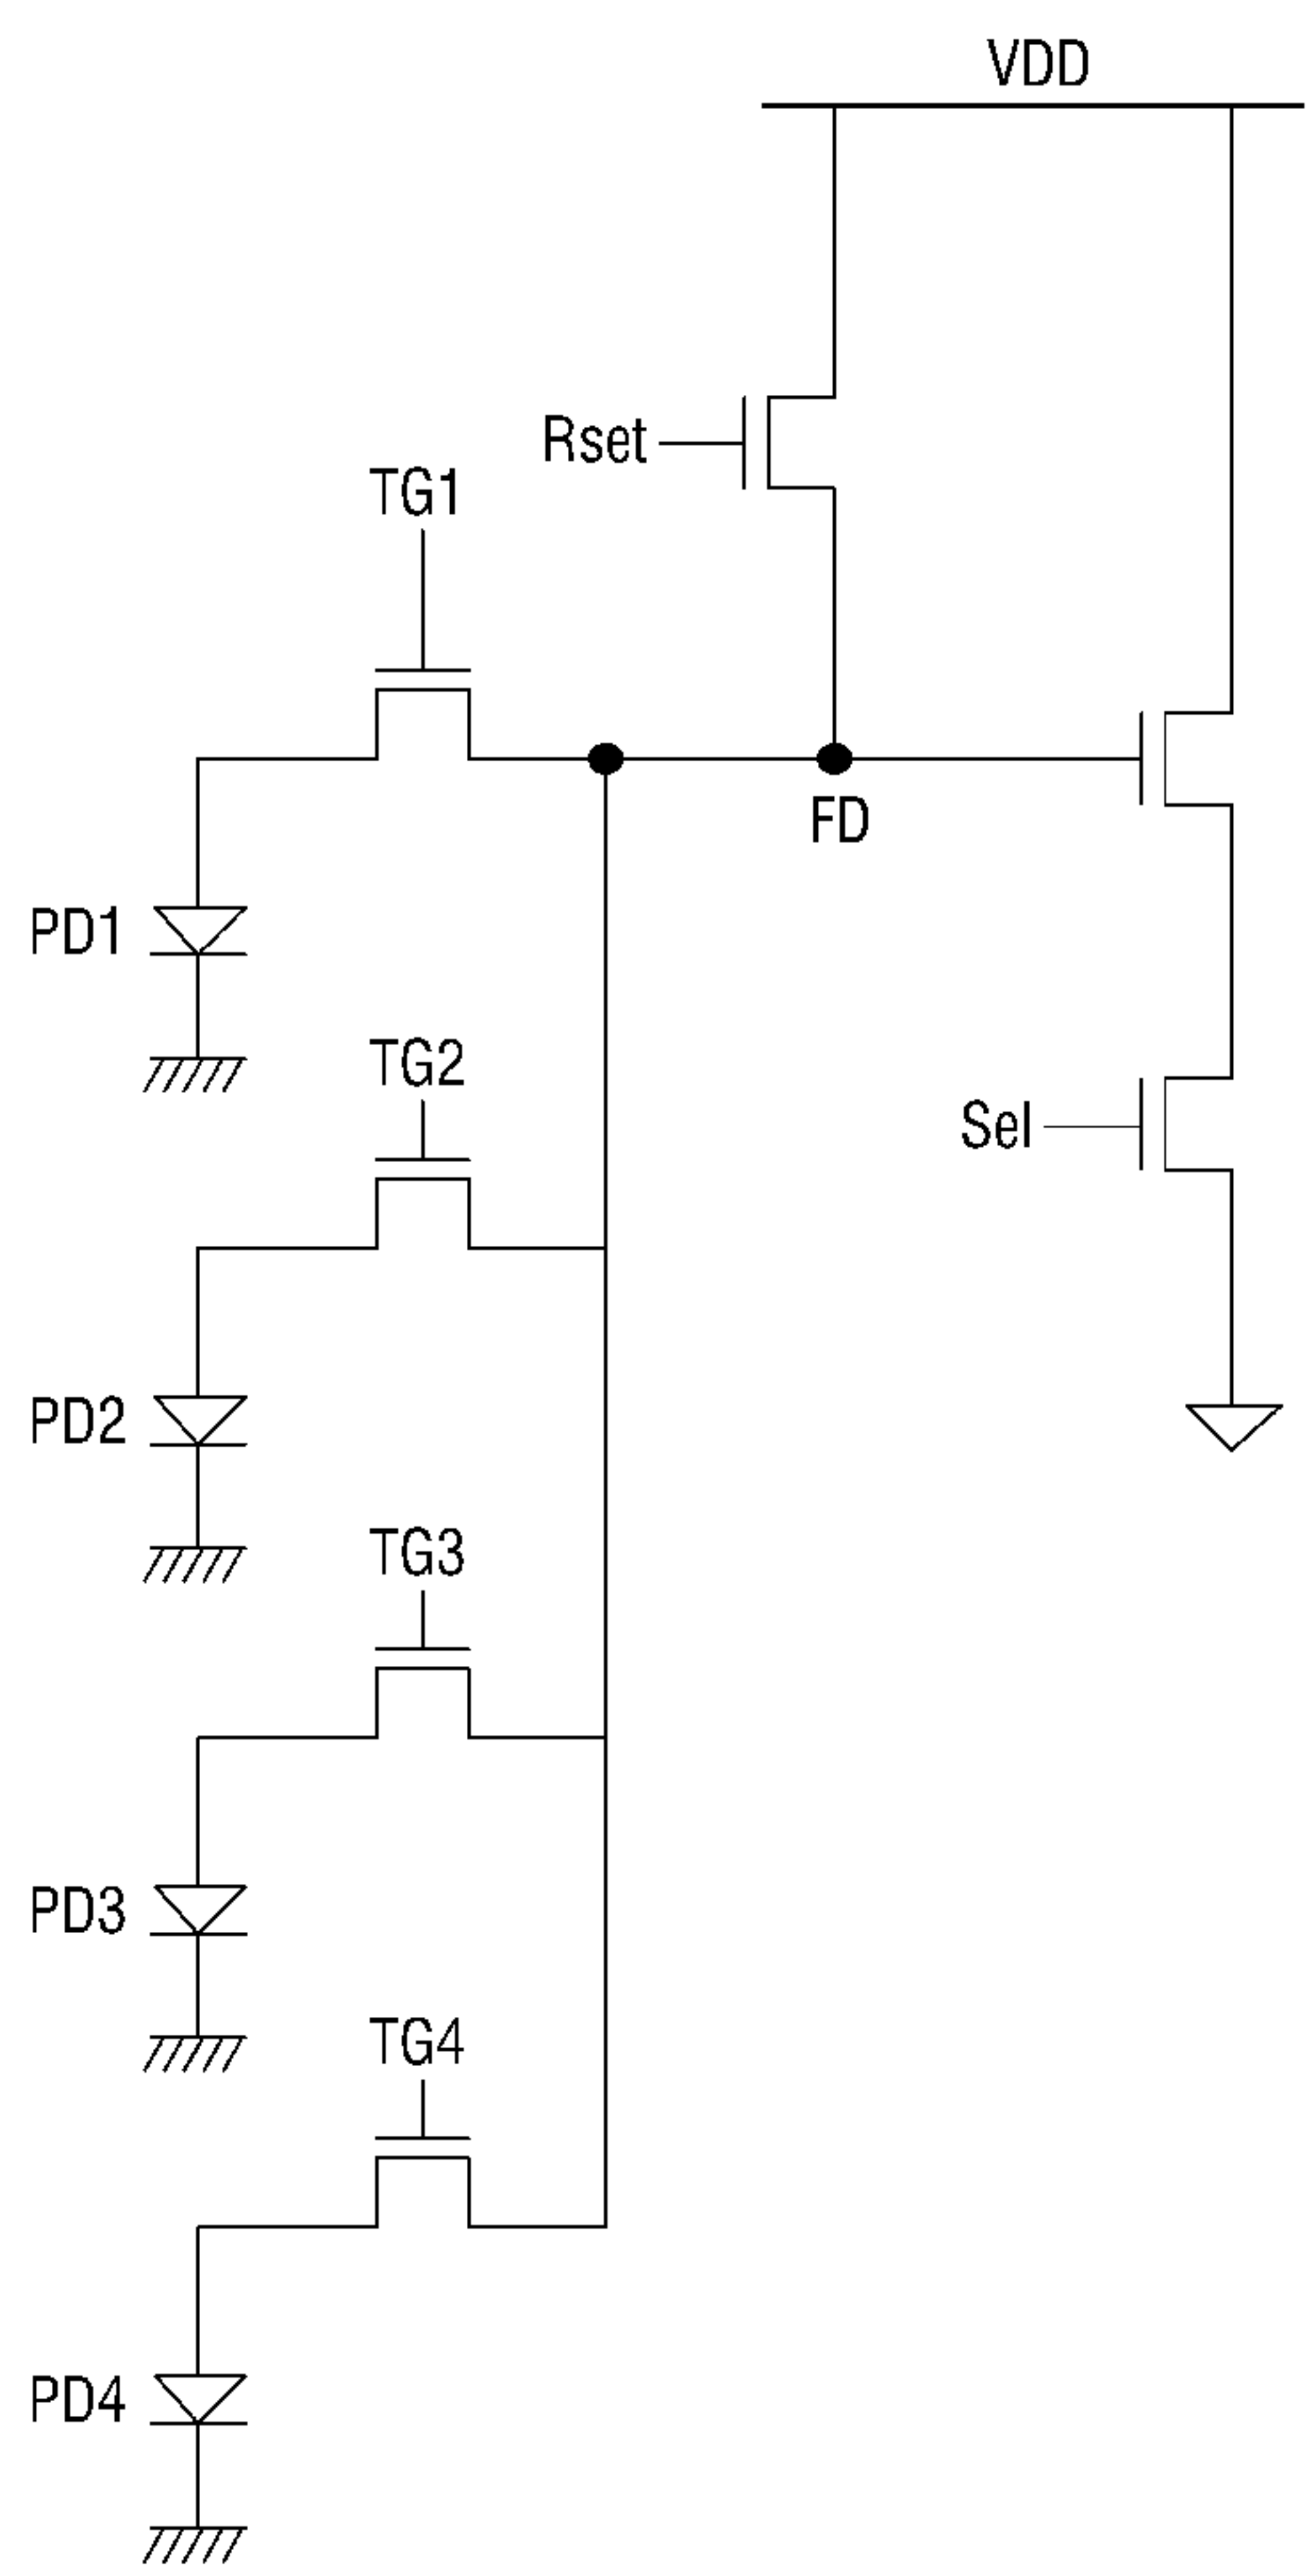 VDD
Rset
TG1
FD
PD1
TG2
Sel
PD2
TG3
PD3
TG4
PD4